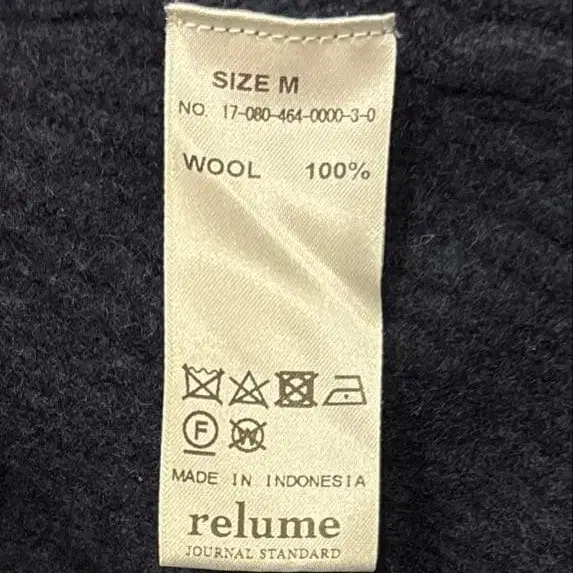 SIZE M
NO. 17-080-464-0000-3-0
WOOL 100%
F W
MADE IN INDONESIA
relume
JOURNAL STANDARD